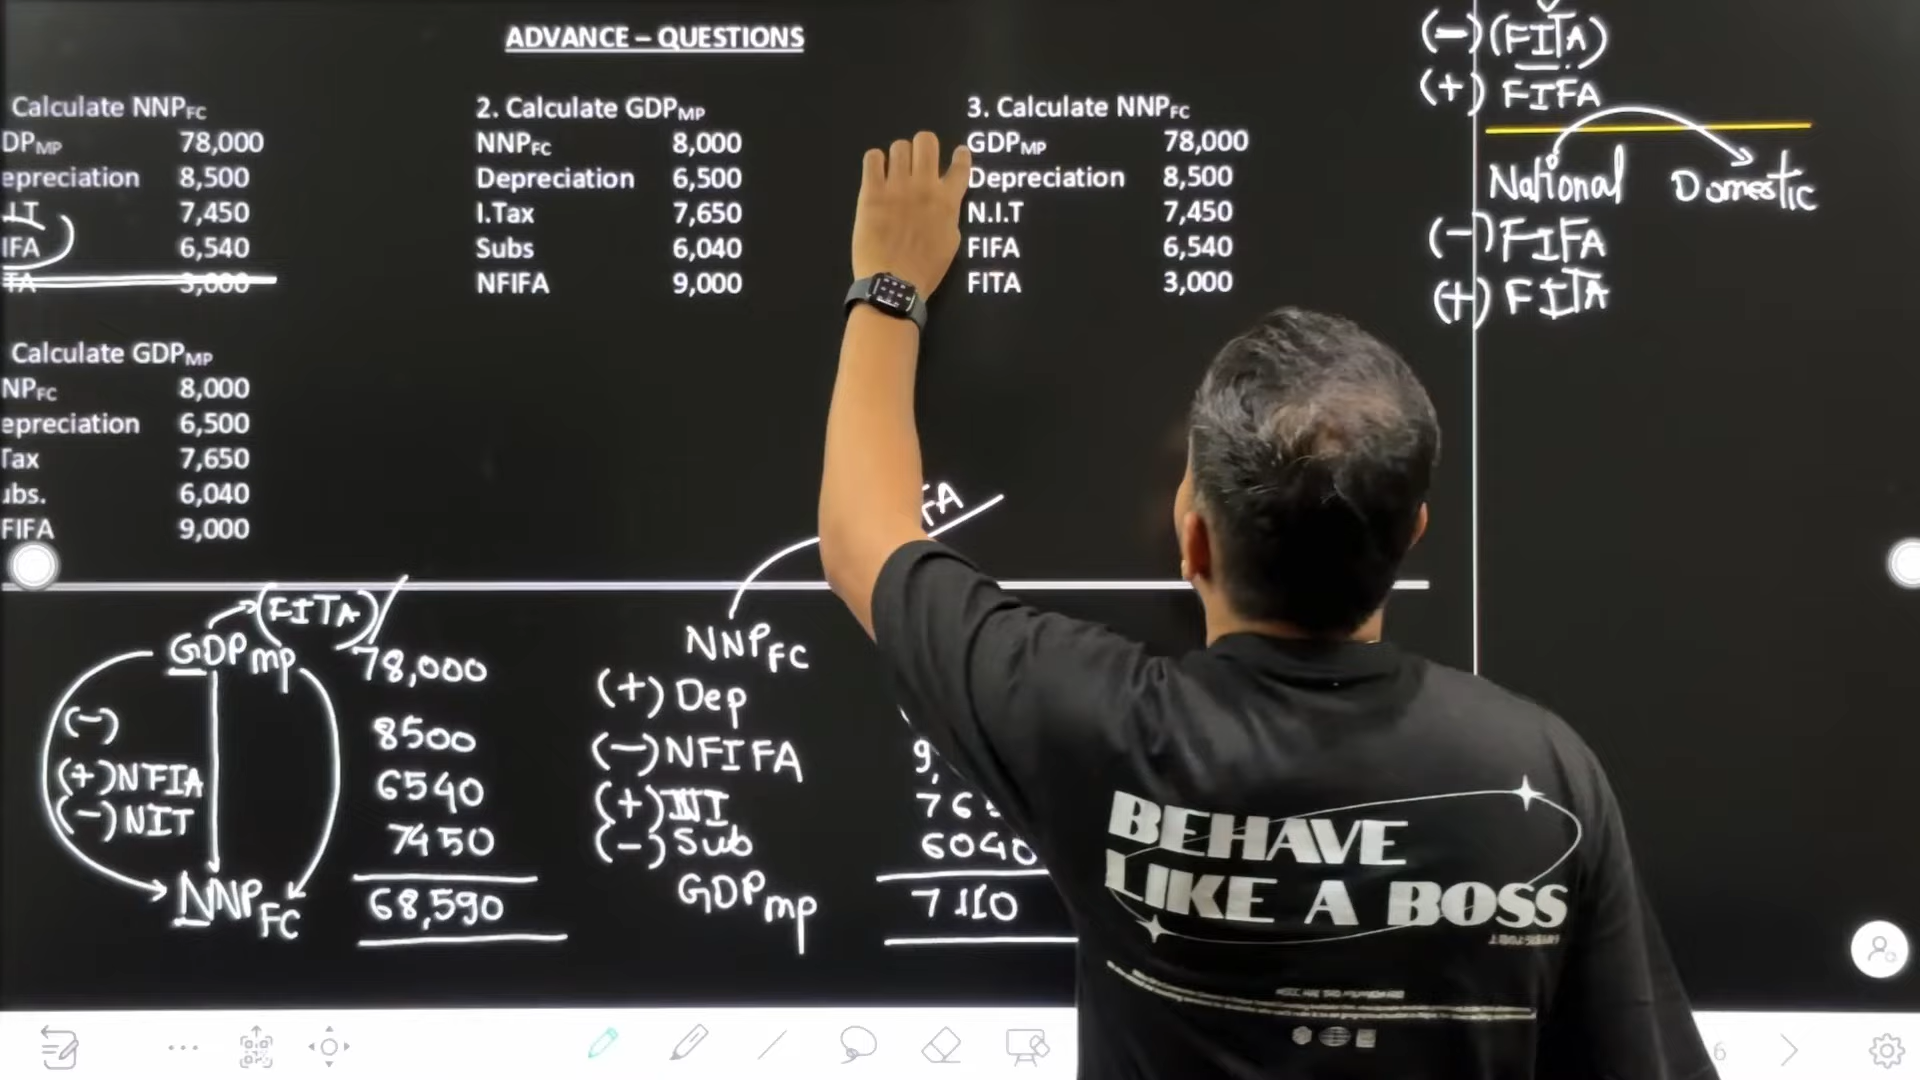 ADVANCE – QUESTIONS
Calculate NNPFC
DPMP 78,000
epreciation 8,500
I.T 7,450
IFA 6,540
TA 3,000
2. Calculate GDPMP
NNPFC 8,000
Depreciation 6,500
I.Tax 7,650
Subs 6,040
NFIFA 9,000
3. Calculate NNPFC
GDPMP 78,000
Depreciation 8,500
N.I.T 7,450
FIFA 6,540
FITA 3,000
Calculate GDPMP
NPFC 8,000
epreciation 6,500
Tax 7,650
ubs. 6,040
FIFA 9,000
(-) (FITA)
(+) FIFA
National Domestic
(-) FIFA
(+) FITA
(FITA)
GDPmp 78,000
(-) 8500
(+) NFIA 6540
(-) NIT 7450
NNPFC 68,590
FA
NNPFC
(+) Dep
(-) NFIFA 9,
(+) 76
(-) Sub 6040
GDPmp 7110
BEHAVE
LIKE A BOSS
6